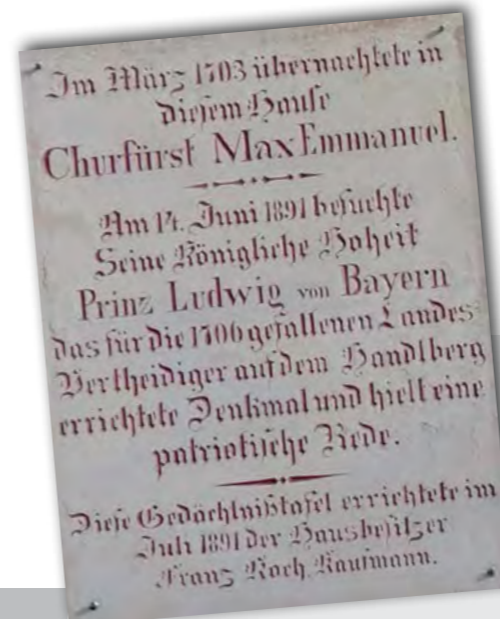 Im März 1703 übernachtete in
diesem Hause
Churfürst Max Emmanuel.
Am 14. Juni 1891 besuchte
Seine Königliche Hoheit
Prinz Ludwig von Bayern
das für die 1706 gefallenen Landes
Vertheidiger auf dem Handlberg
errichtete Denkmal und hielt eine
patriotische Rede.
Diese Gedächtnißtafel errichtete im
Juli 1891 der Hausbesitzer
Franz Koch, Kaufmann.